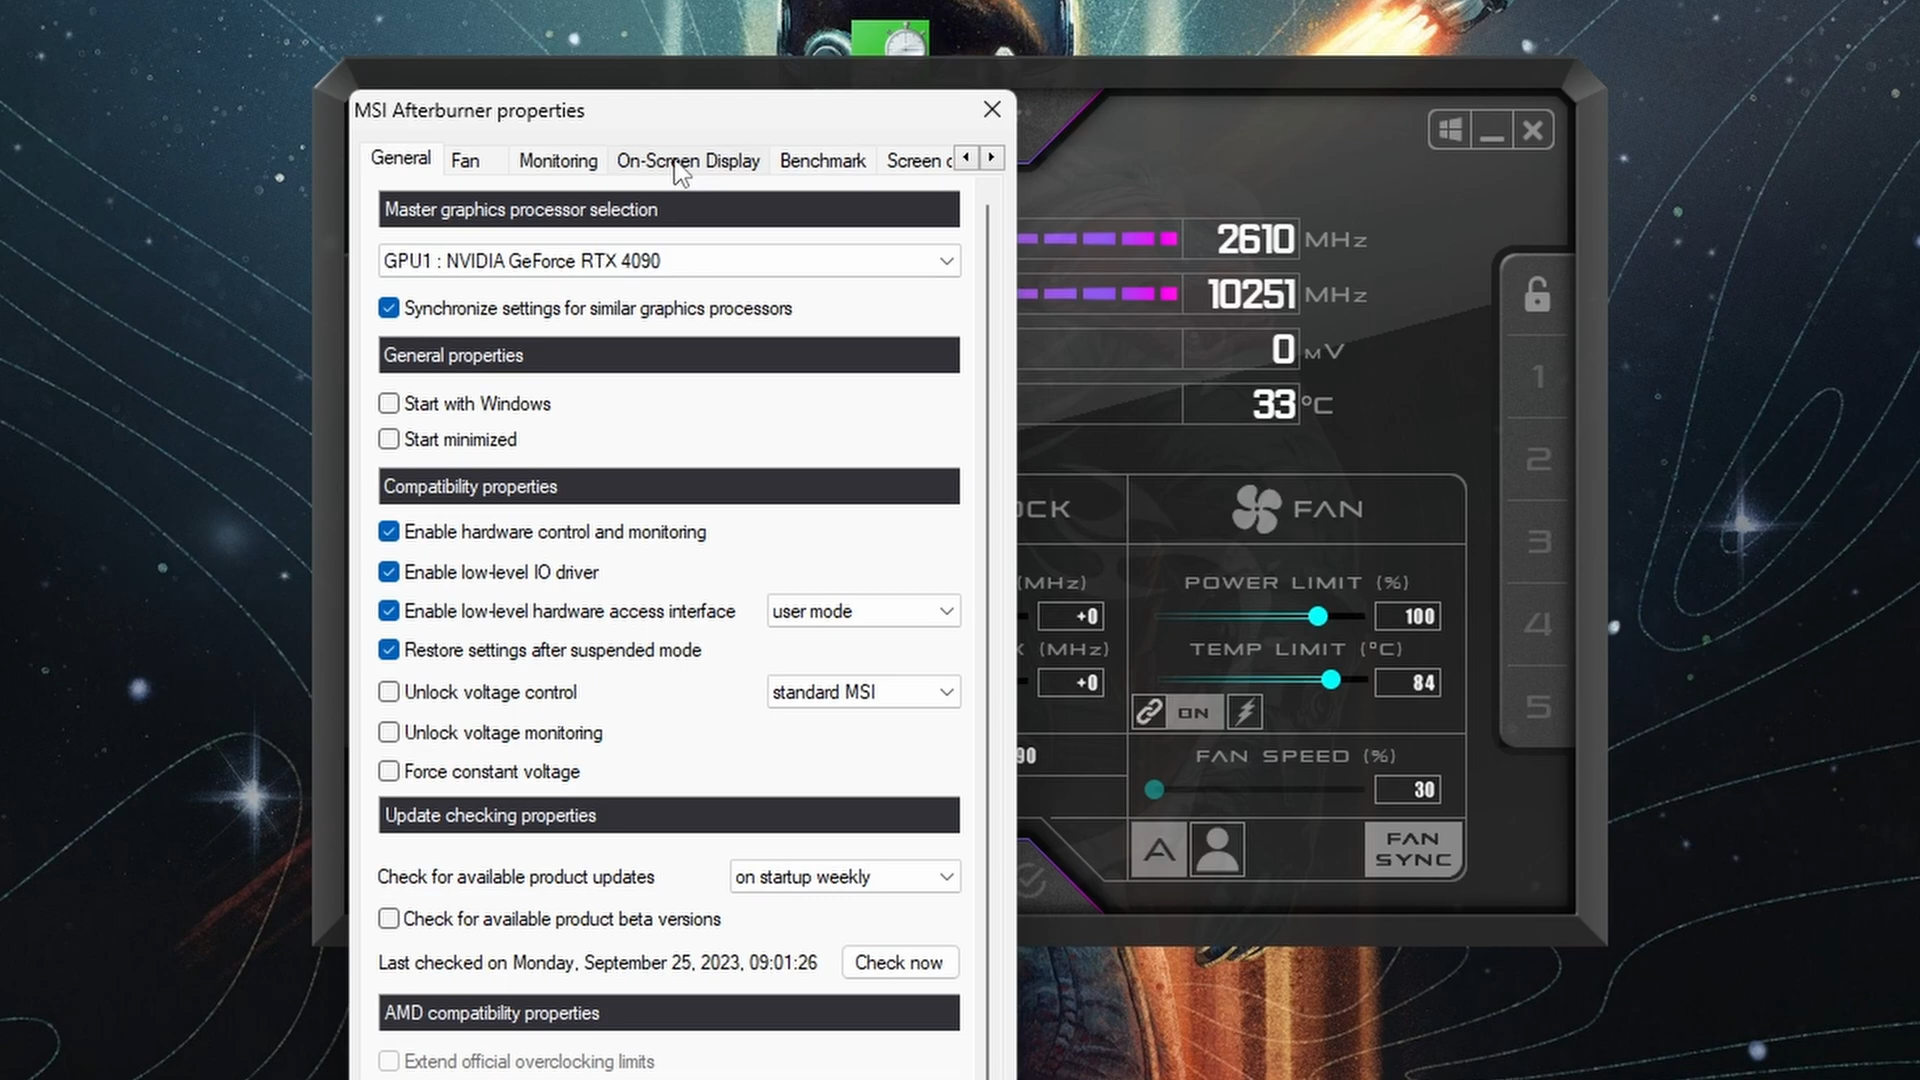 MSI Afterburner properties
General
Fan
Monitoring
On-Screen Display
Benchmark
Screen c
Master graphics processor selection
GPU1 : NVIDIA GeForce RTX 4090
Synchronize settings for similar graphics processors
General properties
Start with Windows
Start minimized
Compatibility properties
Enable hardware control and monitoring
Enable low-level IO driver
Enable low-level hardware access interface
user mode
Restore settings after suspended mode
Unlock voltage control
standard MSI
Unlock voltage monitoring
Force constant voltage
Update checking properties
Check for available product updates
on startup weekly
Check for available product beta versions
Last checked on Monday, September 25, 2023, 09:01:26
Check now
AMD compatibility properties
Extend official overclocking limits
2610 MHz
10251 MHz
0 MV
33 °C
OCK
FAN
(MHz)
+0
POWER LIMIT (%)
100
K (MHz)
+0
TEMP LIMIT (°C)
84
ON
90
FAN SPEED (%)
30
A
FAN
SYNC
1
2
3
4
5